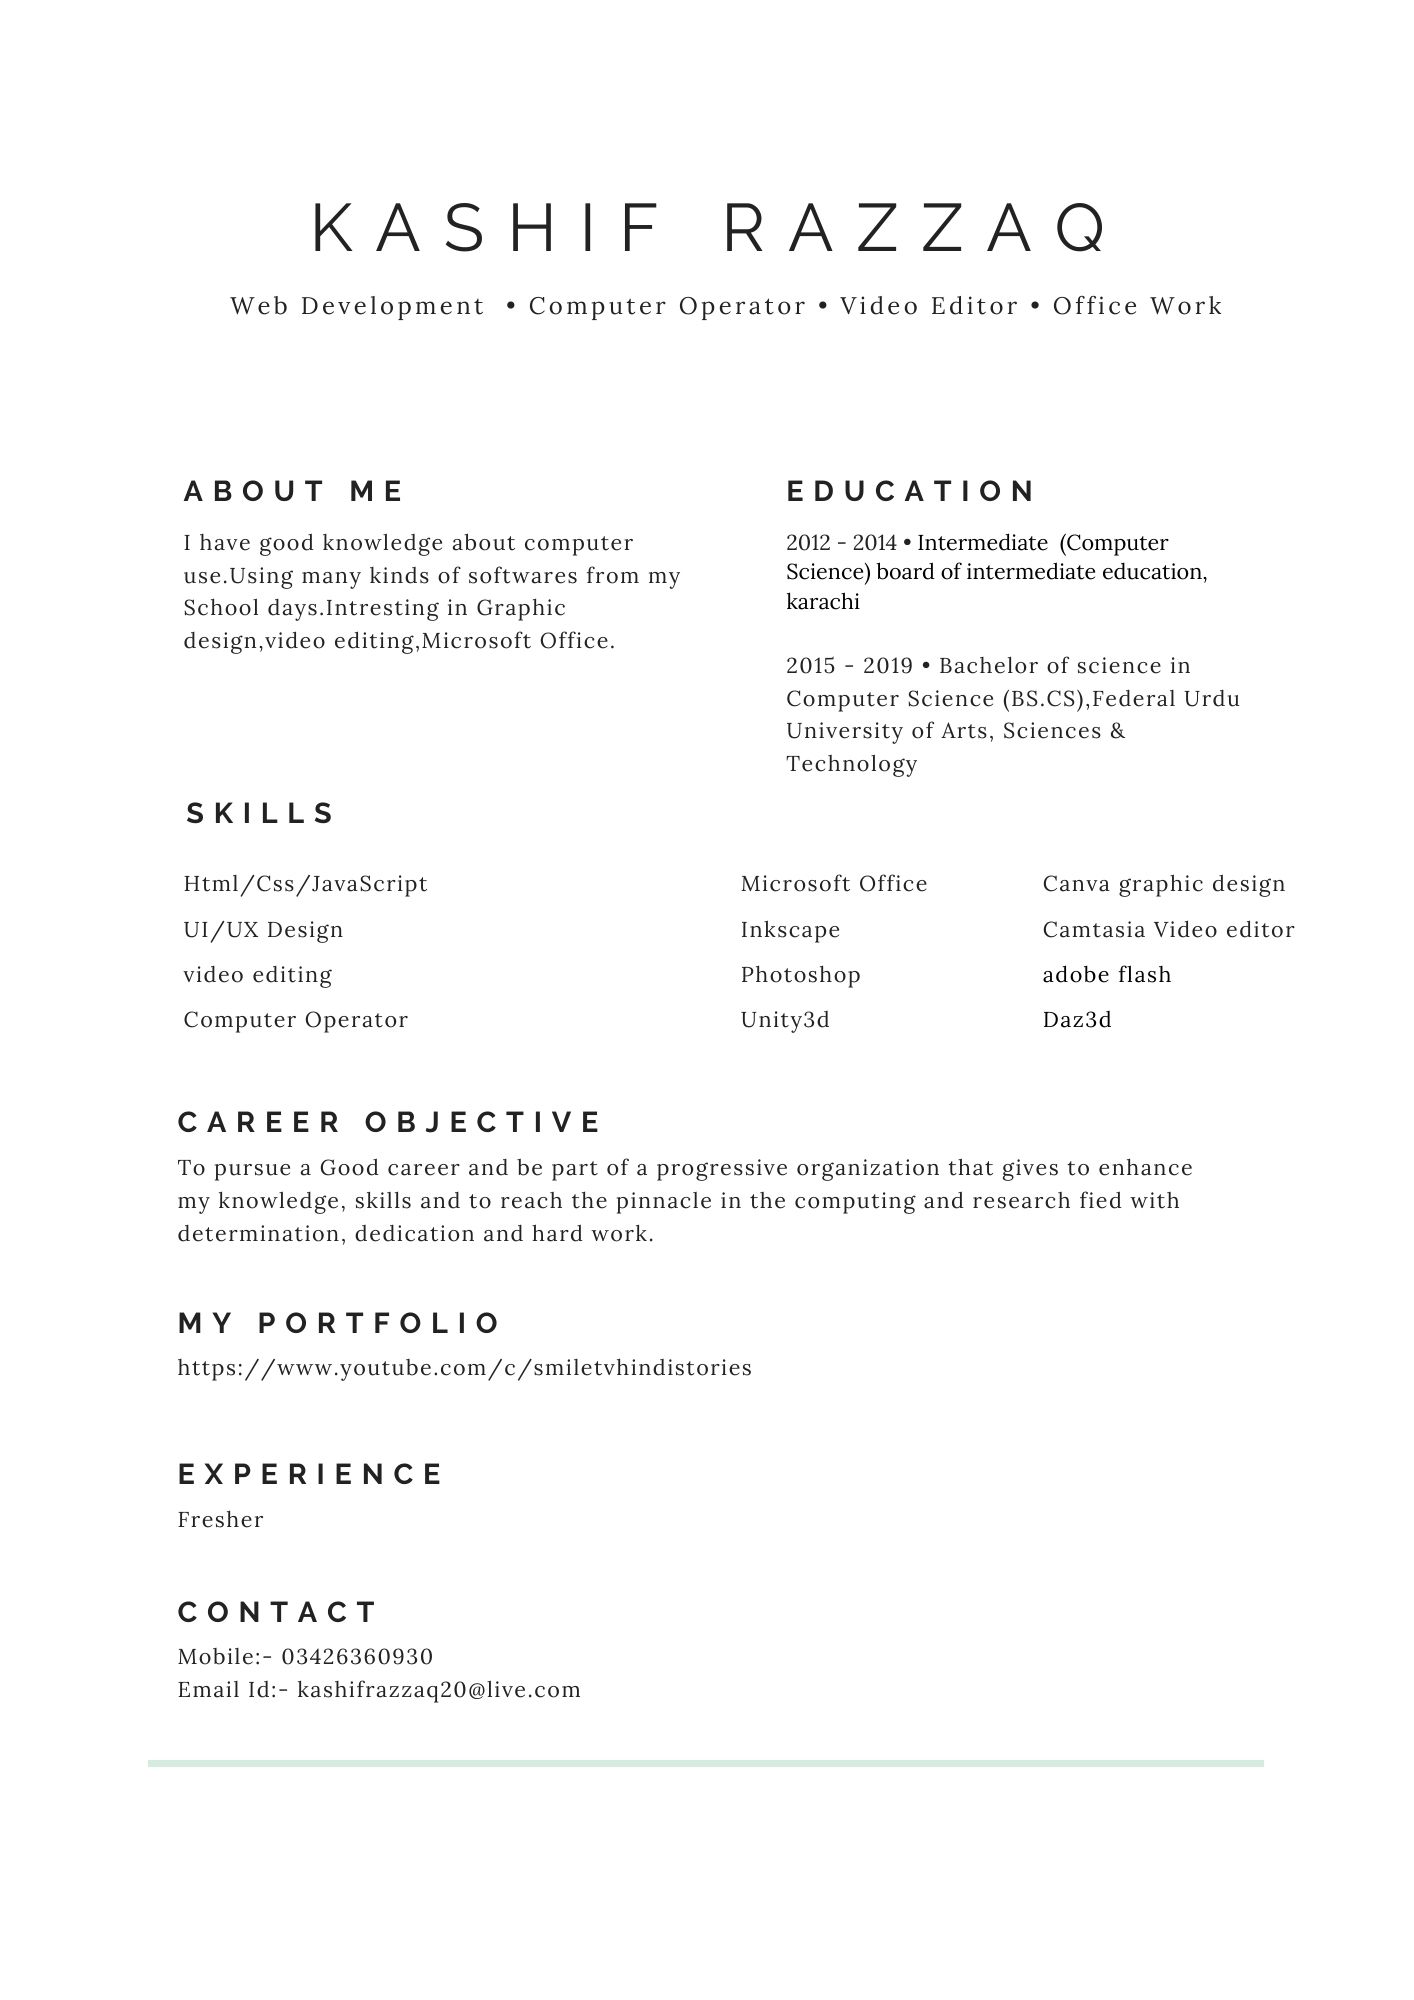 KASHIF RAZZAQ
Web Development • Computer Operator • Video Editor • Office Work
ABOUT ME
I have good knowledge about computer
use.Using many kinds of softwares from my
School days.Intresting in Graphic
design,video editing,Microsoft Office.
EDUCATION
2012 - 2014 • Intermediate (Computer
Science) board of intermediate education,
karachi
2015 - 2019 • Bachelor of science in
Computer Science (BS.CS),Federal Urdu
University of Arts, Sciences &
Technology
SKILLS
Html/Css/JavaScript
UI/UX Design
video editing
Computer Operator
Microsoft Office
Inkscape
Photoshop
Unity3d
Canva graphic design
Camtasia Video editor
adobe flash
Daz3d
CAREER OBJECTIVE
To pursue a Good career and be part of a progressive organization that gives to enhance
my knowledge, skills and to reach the pinnacle in the computing and research fied with
determination, dedication and hard work.
MY PORTFOLIO
https://www.youtube.com/c/smiletvhindistories
EXPERIENCE
Fresher
CONTACT
Mobile:- 03426360930
Email Id:- kashifrazzaq20@live.com